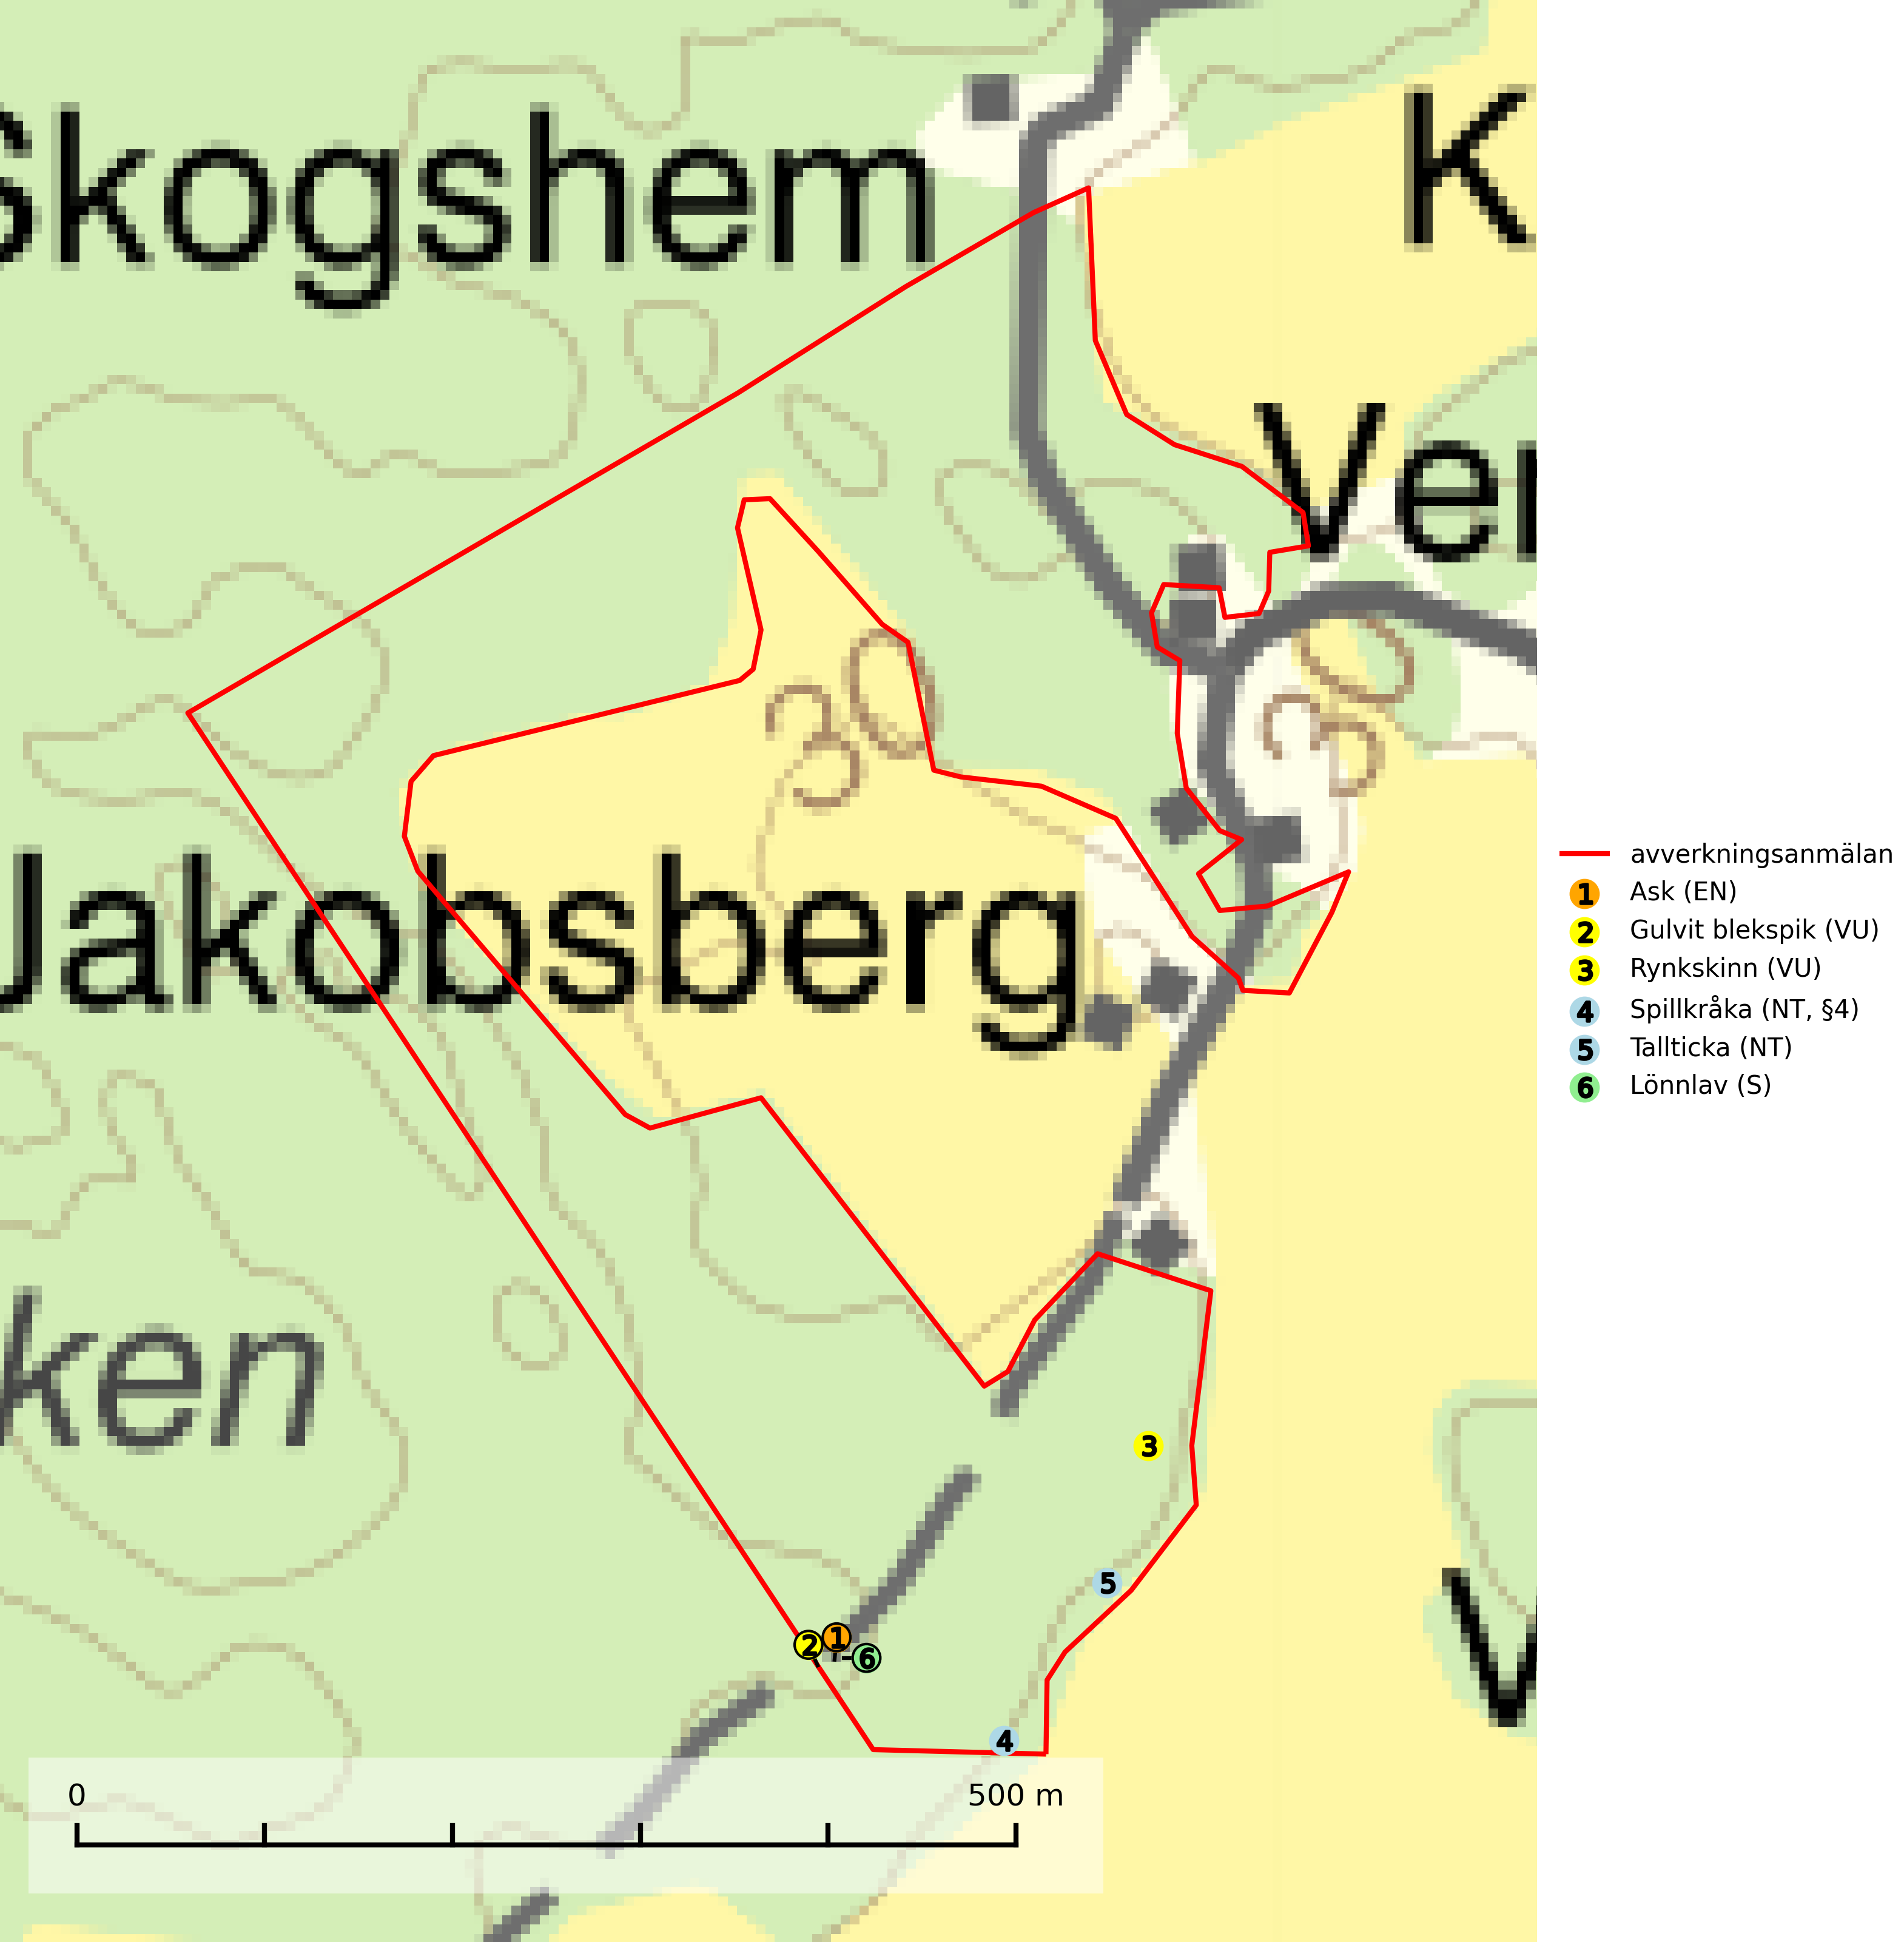 Skogshem
K
Ver
30
30
Jakobsberg
ken
V
3
5
2
1
6
4
0
500 m
avverkningsanmälan
1 Ask (EN)
2 Gulvit blekspik (VU)
3 Rynkskinn (VU)
4 Spillkråka (NT, §4)
5 Tallticka (NT)
6 Lönnlav (S)